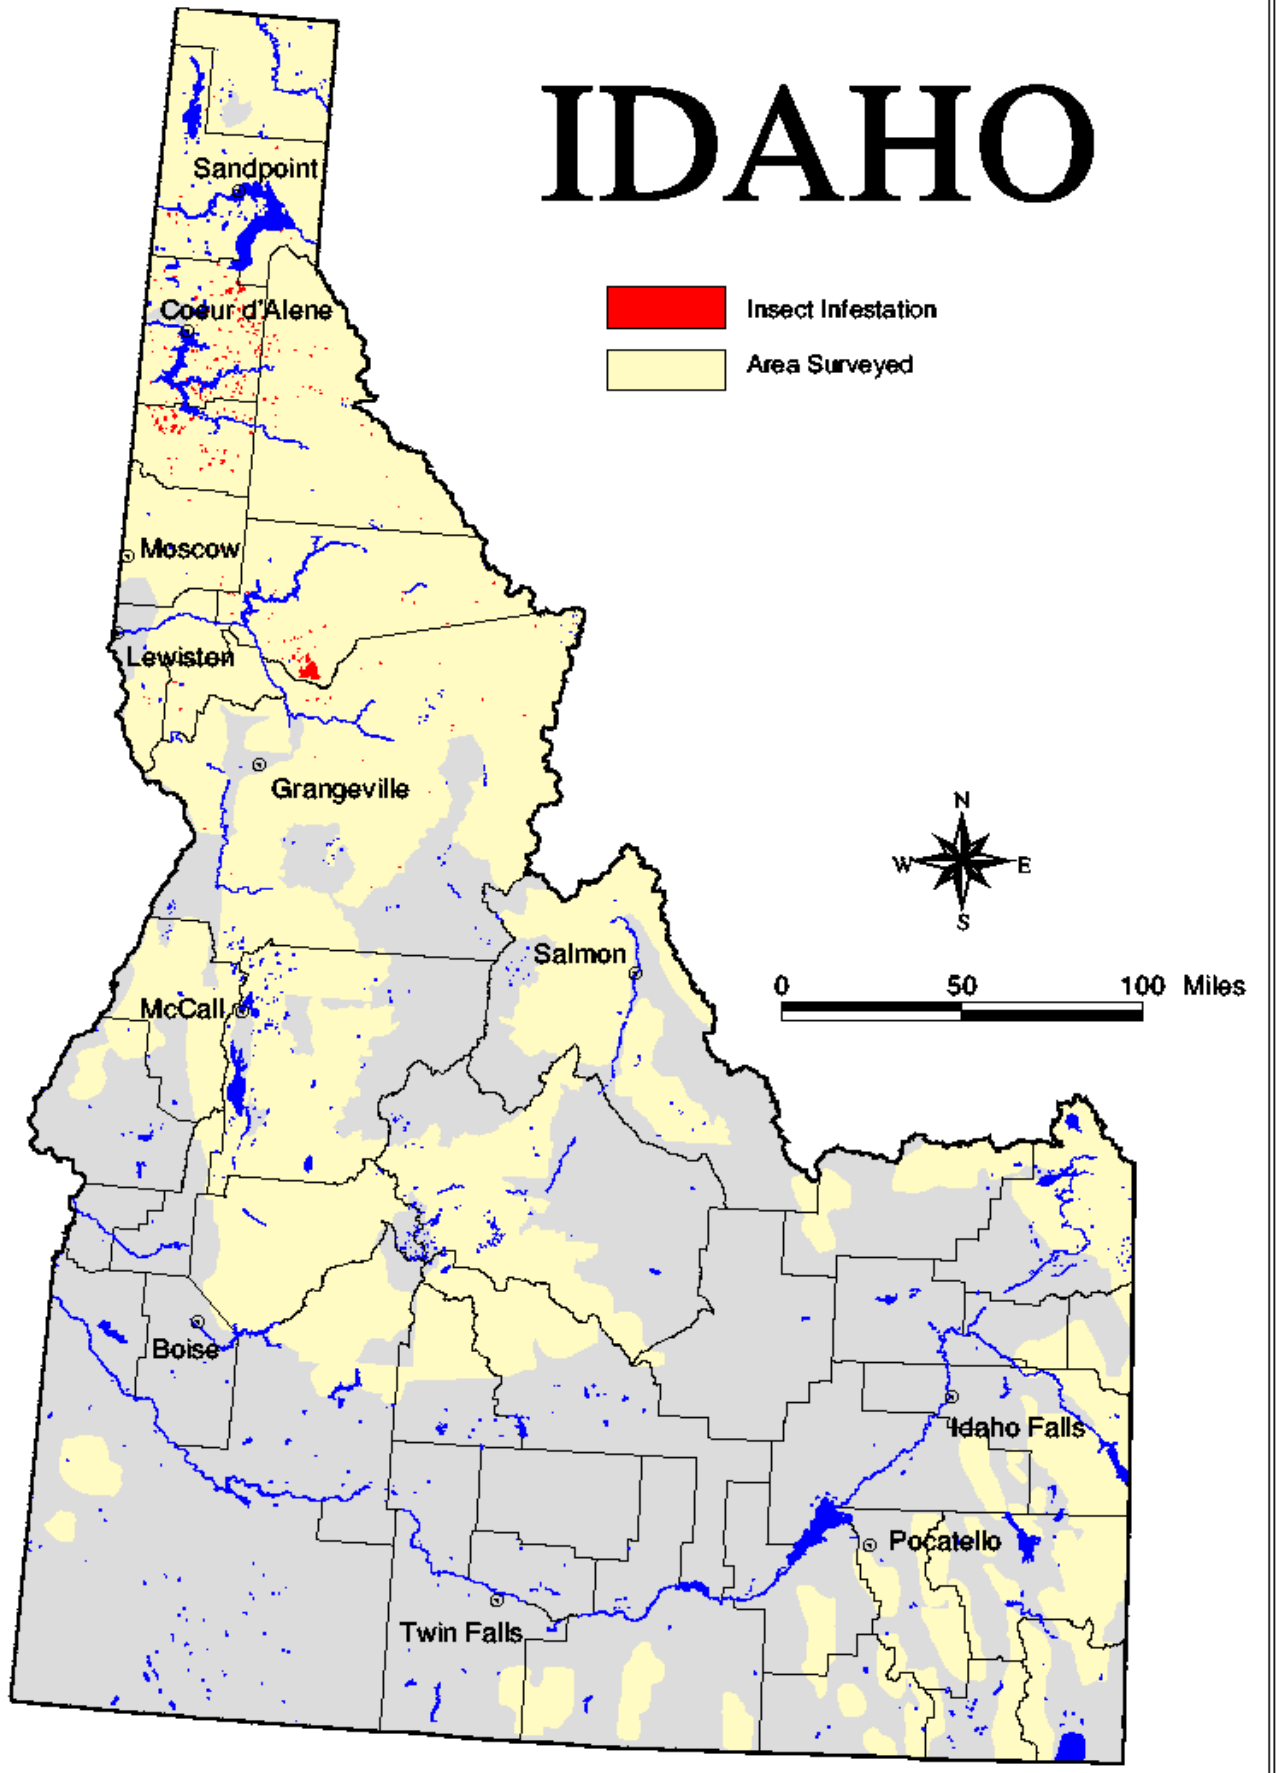 IDAHO
Sandpoint
Insect Infestation
Coeur d'Alene
Area Surveyed
Moscow
Lewiston
Grangeville
N
W E
S
Salmon
0 50 100 Miles
McCall
Boise
Idaho Falls
Pocatello
Twin Falls